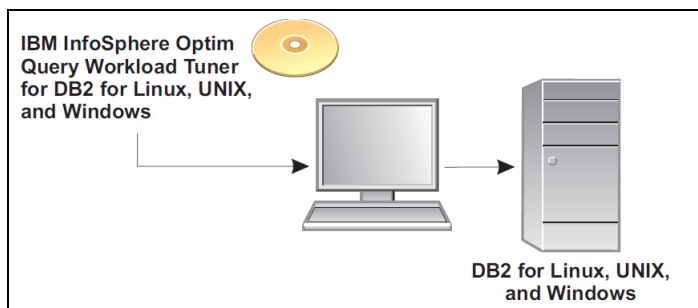 IBM InfoSphere Optim
Query Workload Tuner
for DB2 for Linux, UNIX,
and Windows
DB2 for Linux, UNIX,
and Windows